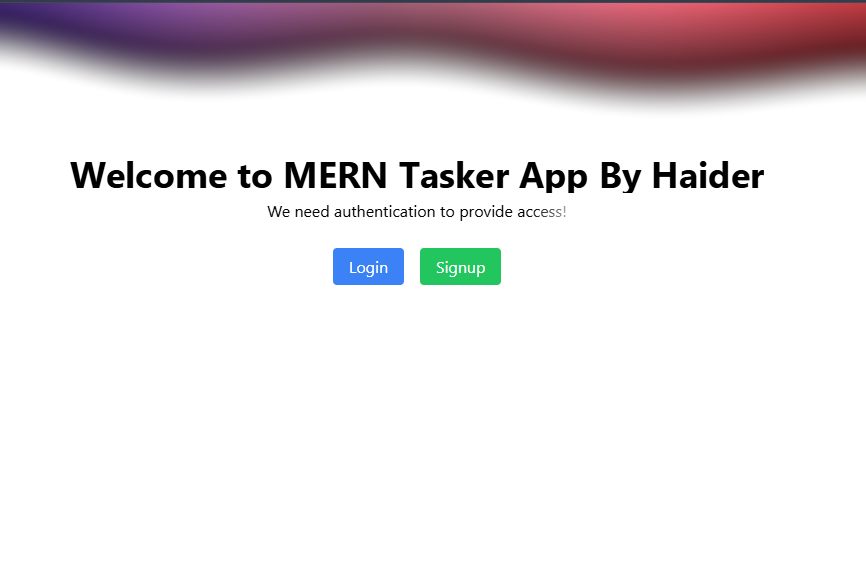 Welcome to MERN Tasker App By Haider
We need authentication to provide access!
Login
Signup